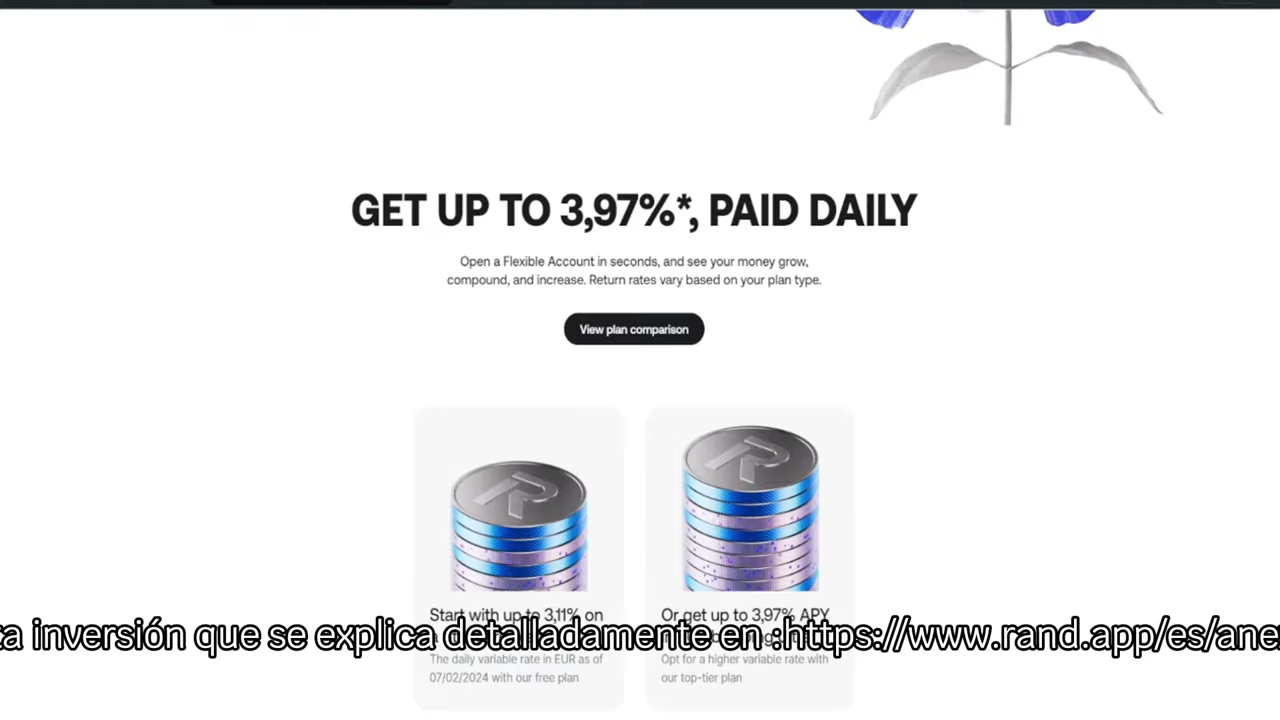 GET UP TO 3,97%*, PAID DAILY
Open a Flexible Account in seconds, and see your money grow,
compound, and increase. Return rates vary based on your plan type.
View plan comparison
Start with up to 3,11% on
Or get up to 3,97% APY
inversión que se explica detalladamente en :https://www.rand.app/es/ane
The daily variable rate in EUR as of
07/02/2024 with our free plan
Opt for a higher variable rate with
our top-tier plan